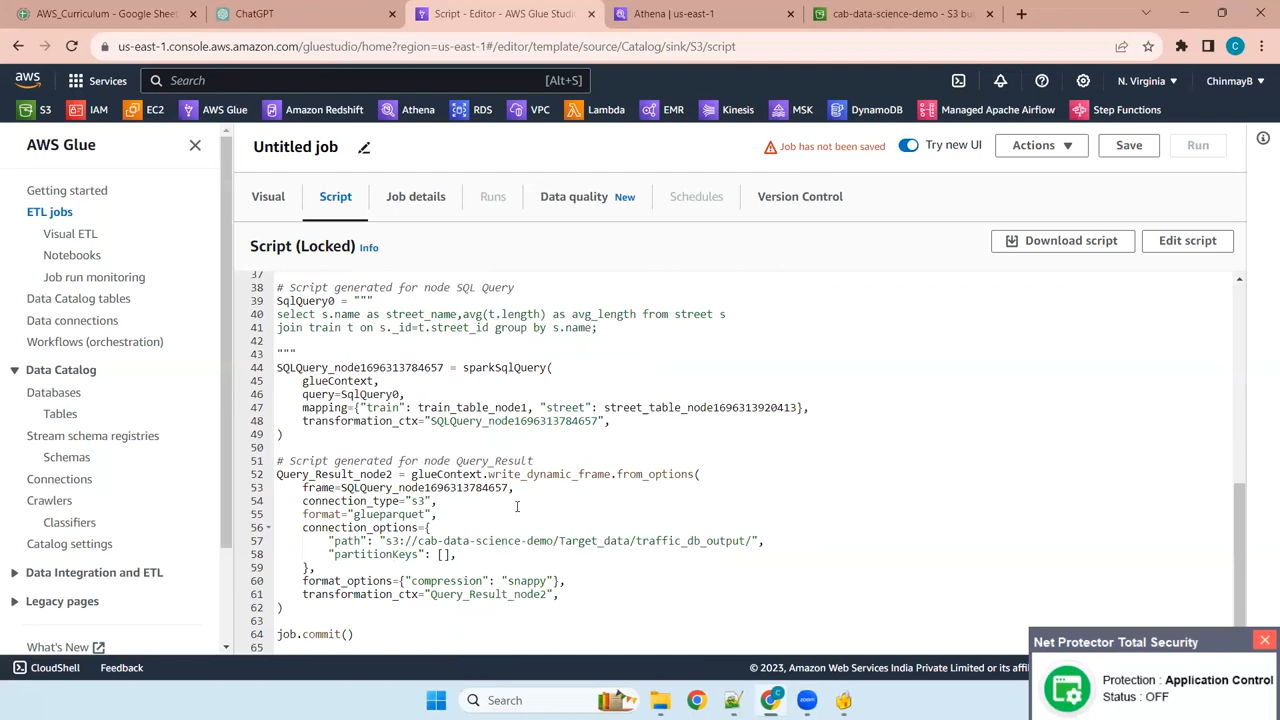 AWS_Curriculum - Google Sheet
ChatGPT
Script - Editor - AWS Glue Studio
Athena | us-east-1
cab-data-science-demo - S3 bu
us-east-1.console.aws.amazon.com/gluestudio/home?region=us-east-1#/editor/template/source/Catalog/sink/S3/script
C
aws
Services
Search
[Alt+S]
N. Virginia
ChinmayB
S3
IAM
EC2
AWS Glue
Amazon Redshift
Athena
RDS
VPC
Lambda
EMR
Kinesis
MSK
DynamoDB
Managed Apache Airflow
Step Functions
AWS Glue
Getting started
ETL jobs
Visual ETL
Notebooks
Job run monitoring
Data Catalog tables
Data connections
Workflows (orchestration)
Data Catalog
Databases
Tables
Stream schema registries
Schemas
Connections
Crawlers
Classifiers
Catalog settings
Data Integration and ETL
Legacy pages
What's New
Untitled job
Job has not been saved
Try new UI
Actions
Save
Run
Visual
Script
Job details
Runs
Data quality New
Schedules
Version Control
Script (Locked) Info
Download script
Edit script
37
38 # Script generated for node SQL Query
39 SqlQuery0 = """
40 select s.name as street_name,avg(t.length) as avg_length from street s
41 join train t on s._id=t.street_id group by s.name;
42
43 """
44 SQLQuery_node1696313784657 = sparkSqlQuery(
45 glueContext,
46 query=SqlQuery0,
47 mapping={"train": train_table_node1, "street": street_table_node1696313920413},
48 transformation_ctx="SQLQuery_node1696313784657",
49 )
50
51 # Script generated for node Query_Result
52 Query_Result_node2 = glueContext.write_dynamic_frame.from_options(
53 frame=SQLQuery_node1696313784657,
54 connection_type="s3",
55 format="glueparquet",
56 connection_options={
57 "path": "s3://cab-data-science-demo/Target_data/traffic_db_output/",
58 "partitionKeys": [],
59 },
60 format_options={"compression": "snappy"},
61 transformation_ctx="Query_Result_node2",
62 )
63
64 job.commit()
65
CloudShell
Feedback
© 2023, Amazon Web Services India Private Limited or its affi
Net Protector Total Security
Protection : Application Control
Status : OFF
Search